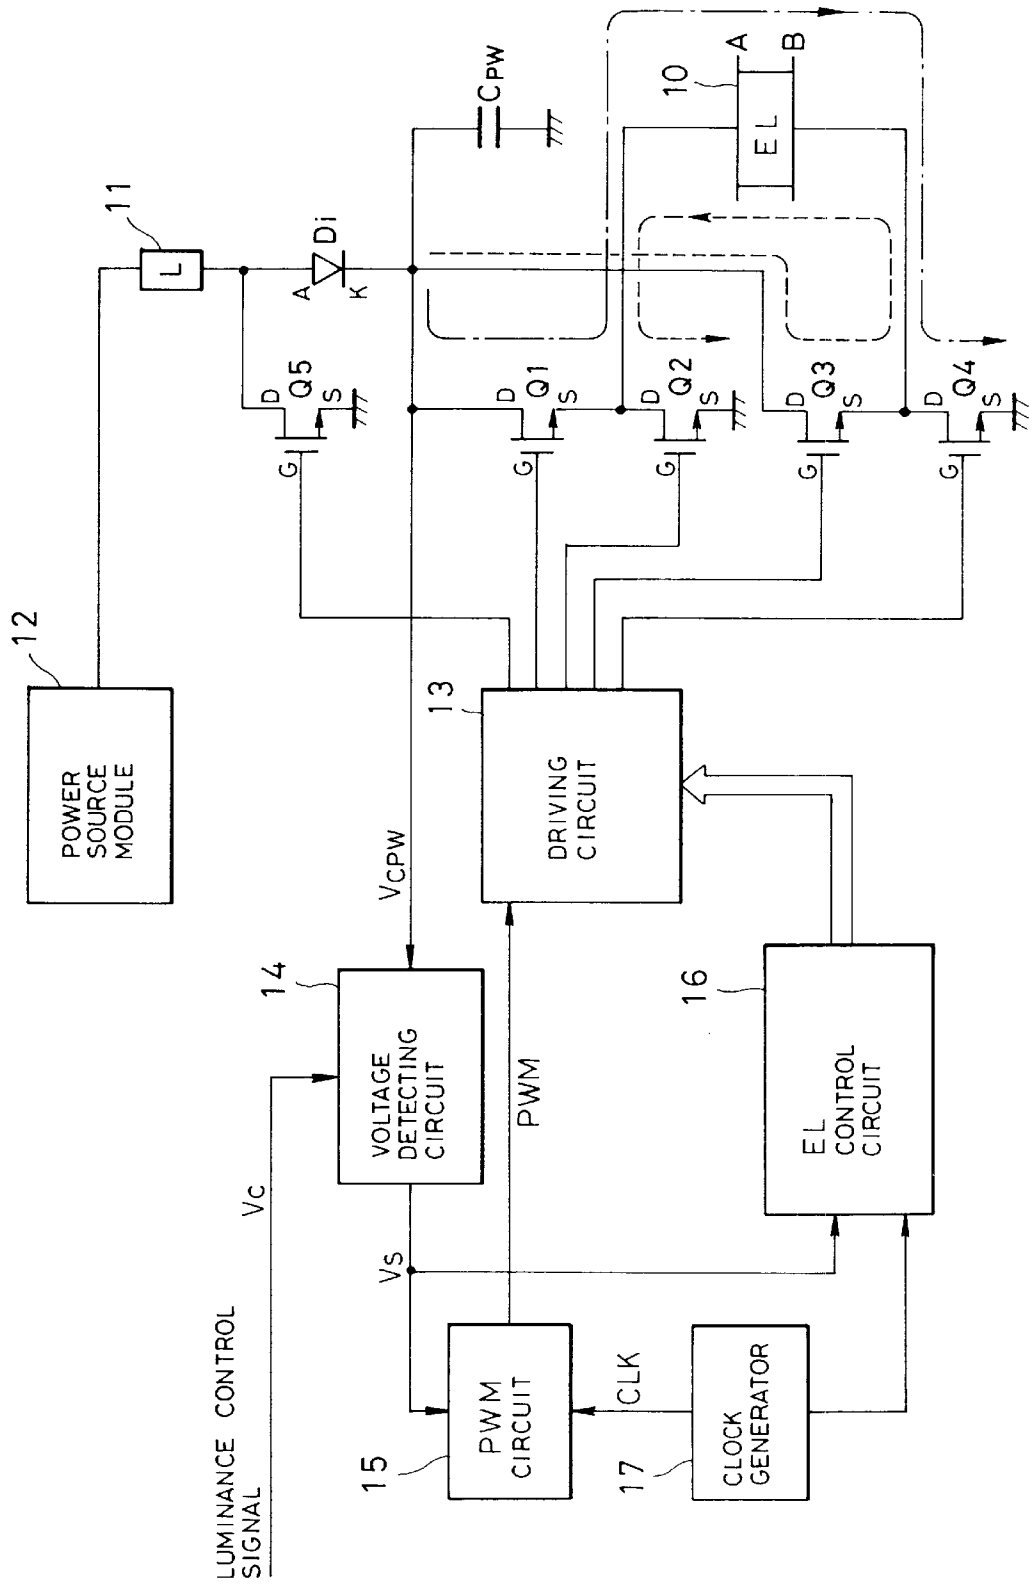 LUMINANCE CONTROL
SIGNAL
Vc
12
POWER
SOURCE
MODULE
11
L
A
Di
K
CPW
VCPW
14
VOLTAGE
DETECTING
CIRCUIT
Vs
15
PWM
CIRCUIT
PWM
CLK
17
CLOCK
GENERATOR
16
EL
CONTROL
CIRCUIT
13
DRIVING
CIRCUIT
G
D
Q5
S
G
D
Q1
S
G
D
Q2
S
G
D
Q3
S
G
D
Q4
S
10
EL
A
B